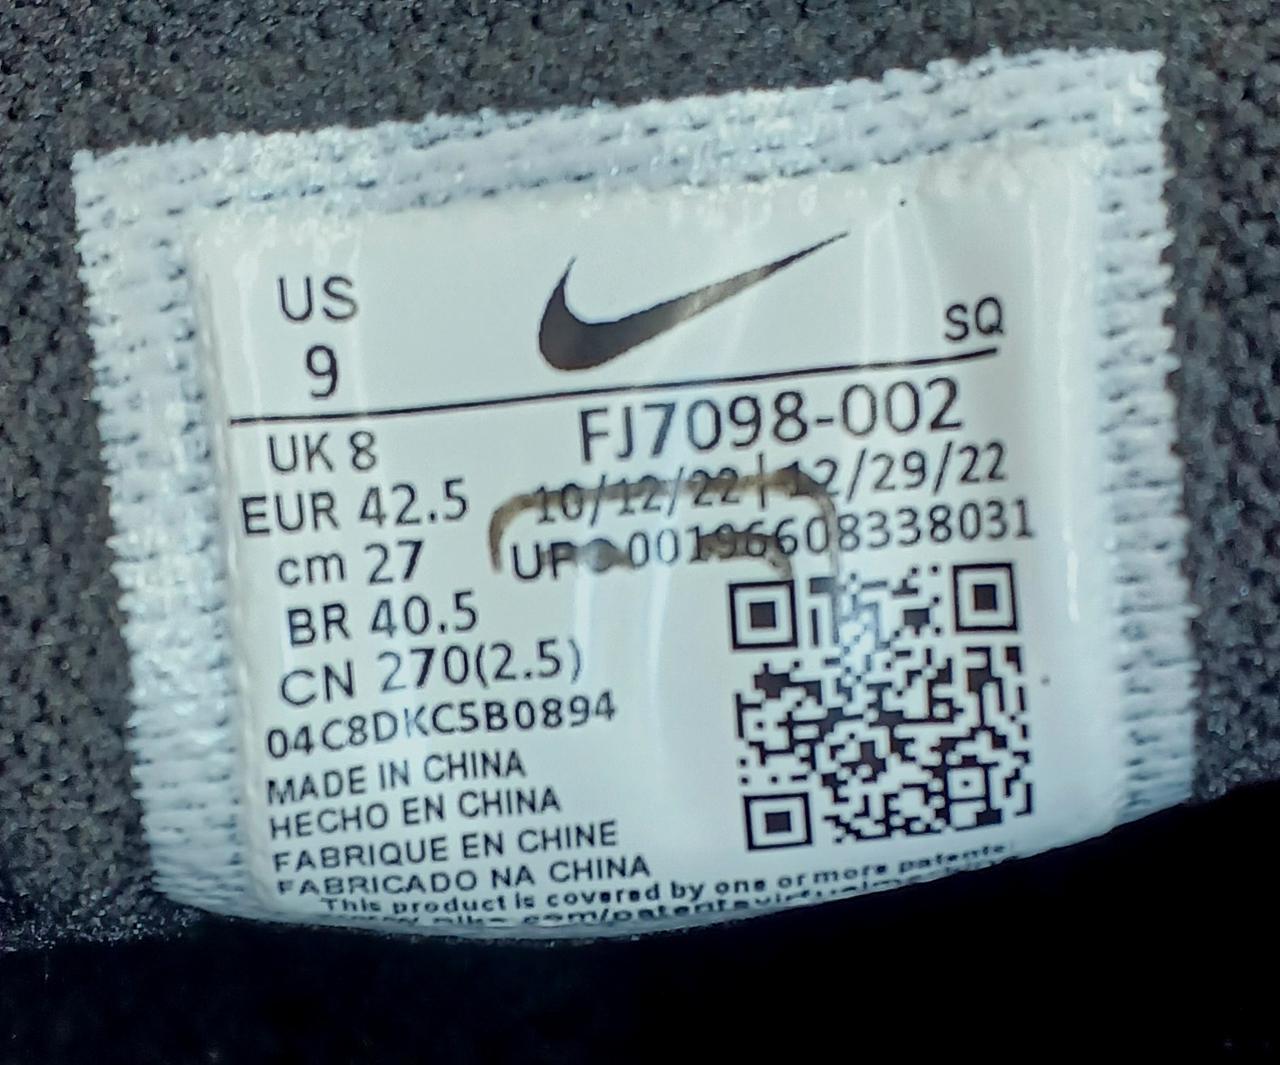 US
9
SQ
FJ7098-002
UK 8
10/12/22 | 12/29/22
EUR 42.5
UPC 00196608338031
cm 27
BR 40.5
CN 270(2.5)
04C8DKC5B0894
MADE IN CHINA
HECHO EN CHINA
FABRIQUE EN CHINE
FABRICADO NA CHINA
This product is covered by one or more patents.